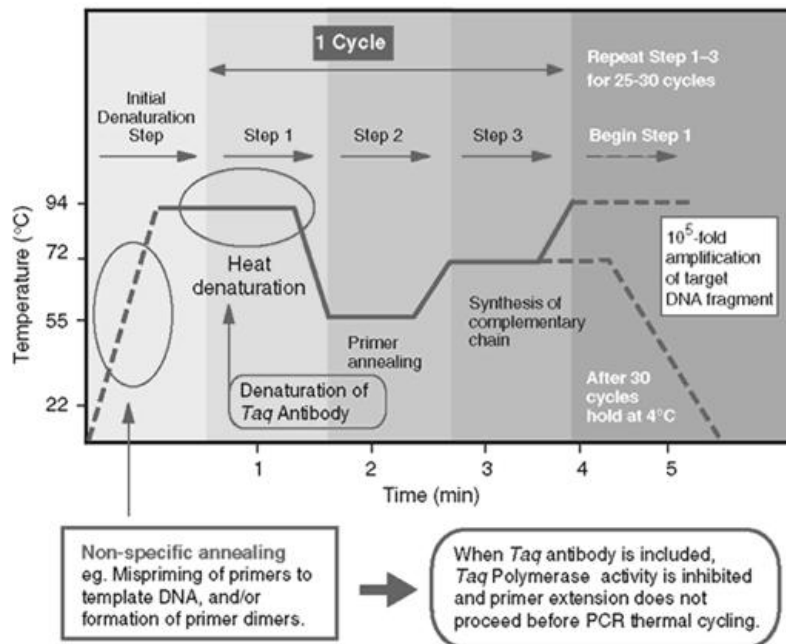 1 Cycle
Repeat Step 1–3
for 25-30 cycles
Initial
Denaturation
Step
Step 1
Step 2
Step 3
Begin Step 1
Temperature (°C)
94
72
55
22
Heat
denaturation
Primer
annealing
Synthesis of
complementary
chain
10⁵-fold
amplification
of target
DNA fragment
Denaturation of
Taq Antibody
After 30
cycles
hold at 4°C
1
2
3
4
5
Time (min)
Non-specific annealing
eg. Mispriming of primers to
template DNA, and/or
formation of primer dimers.
When Taq antibody is included,
Taq Polymerase activity is inhibited
and primer extension does not
proceed before PCR thermal cycling.